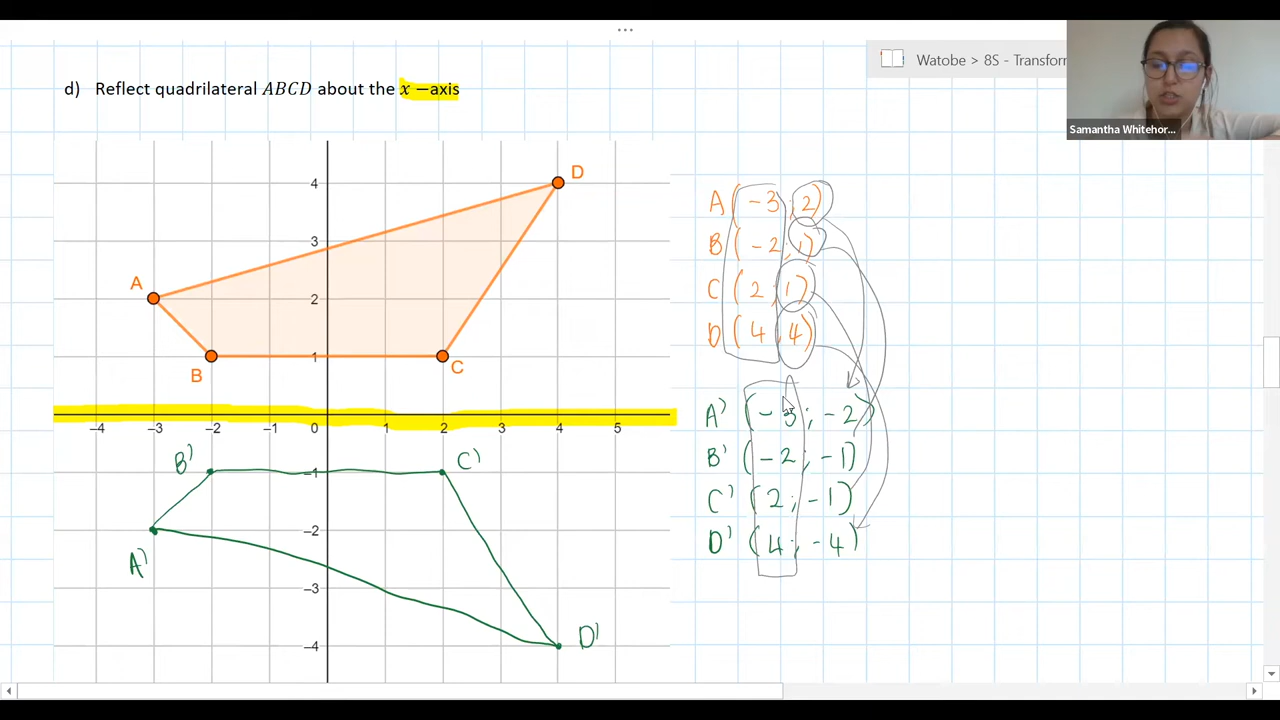 Watobe > 8S - Transfor
Samantha Whitehor...
d) Reflect quadrilateral ABCD about the x −axis
D
4
3
A
2
1
B
C
−4 −3 −2 −1 0 1 2 3 4 5
B' C'
−1
−2
A'
−3
D'
−4
A (-3; 2)
B (-2; 1)
C (2; 1)
D (4; 4)
A' (-3; -2)
B' (-2; -1)
C' (2; -1)
D' (4; -4)